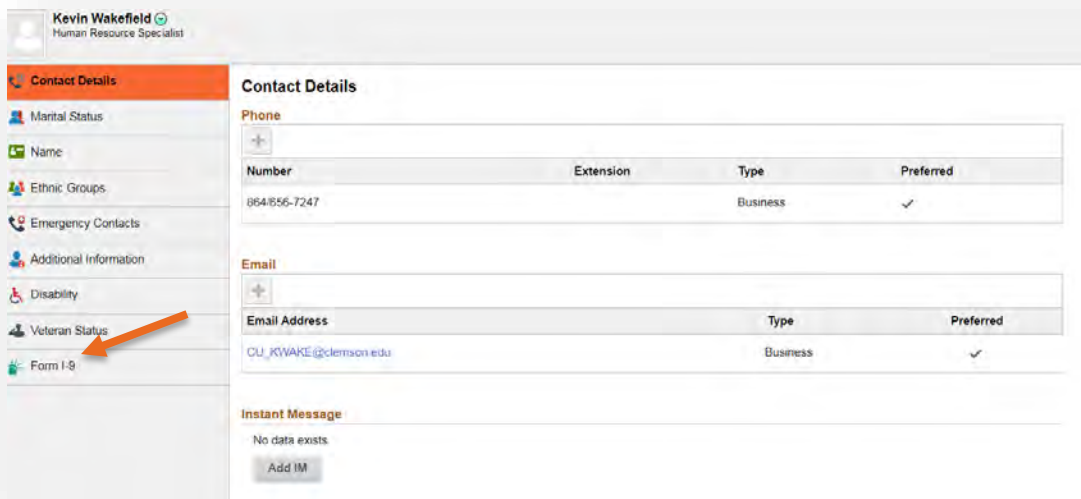 Kevin Wakefield
Human Resource Specialist
Contact Details
Marital Status
Name
Ethnic Groups
Emergency Contacts
Additional Information
Disability
Veteran Status
Form I-9
Contact Details
Phone
Number Extension Type Preferred
864/656-7247 Business
Email
Email Address Type Preferred
CU_KWAKE@clemson.edu Business
Instant Message
No data exists.
Add IM